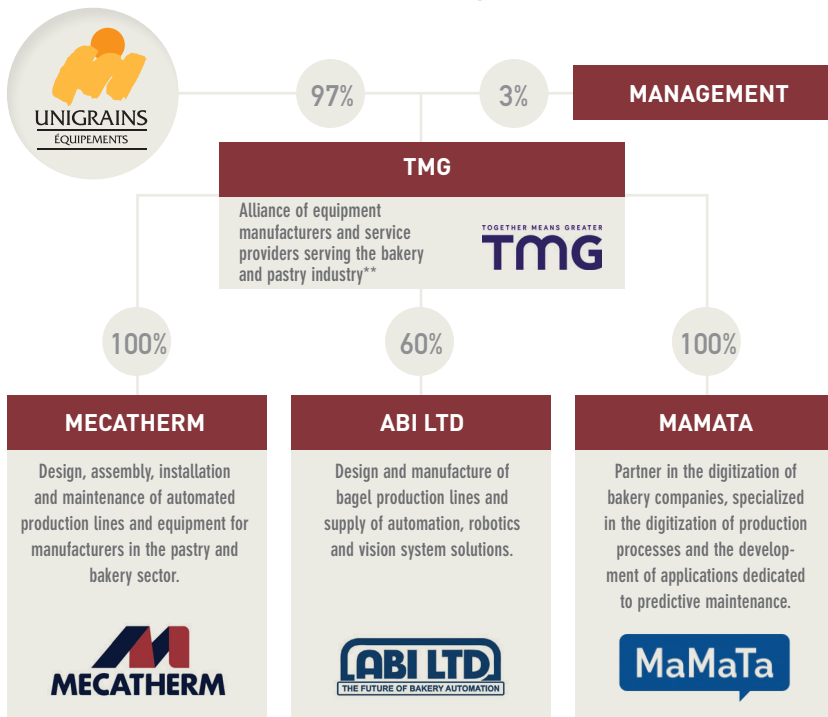 UNIGRAINS
ÉQUIPEMENTS
97%
3%
MANAGEMENT
TMG
Alliance of equipment
manufacturers and service
providers serving the bakery
and pastry industry**
TOGETHER MEANS GREATER
TMG
100%
60%
100%
MECATHERM
Design, assembly, installation
and maintenance of automated
production lines and equipment for
manufacturers in the pastry and
bakery sector.
MECATHERM
ABI LTD
Design and manufacture of
bagel production lines and
supply of automation, robotics
and vision system solutions.
ABI LTD
THE FUTURE OF BAKERY AUTOMATION
MAMATA
Partner in the digitization of
bakery companies, specialized
in the digitization of production
processes and the develop-
ment of applications dedicated
to predictive maintenance.
MaMaTa